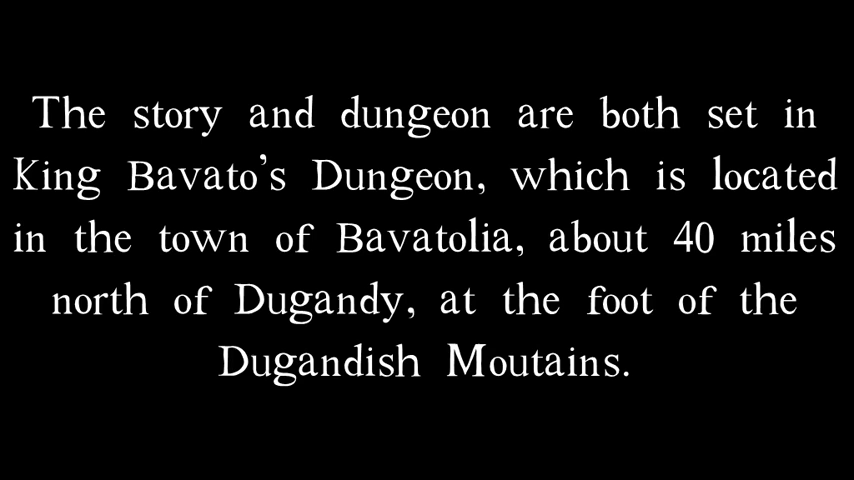 The story and dungeon are both set in
King Bavato's Dungeon, which is located
in the town of Bavatolia, about 40 miles
north of Dugandy, at the foot of the
Dugandish Moutains.